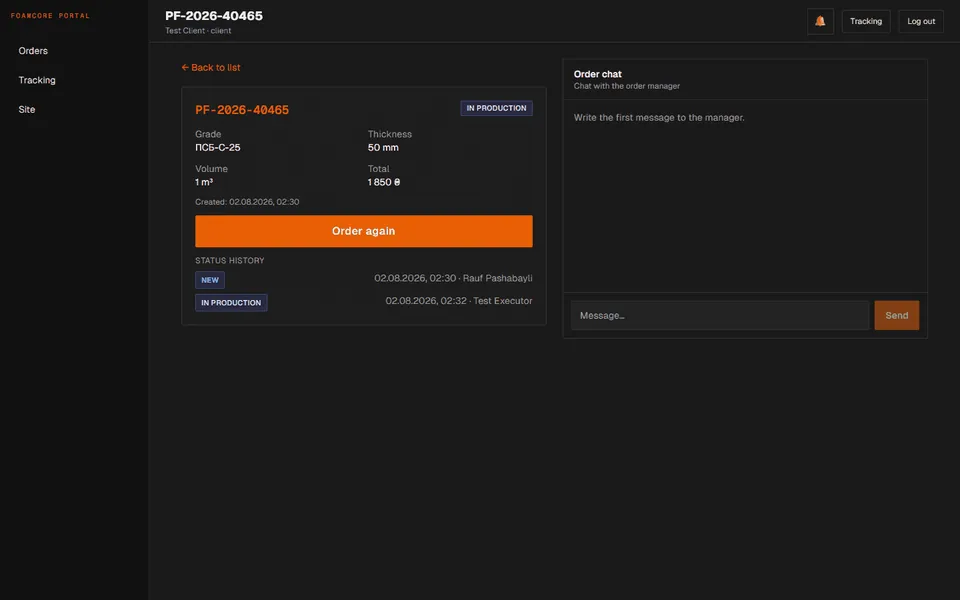 FOAMCORE PORTAL
Orders
Tracking
Site
PF-2026-40465
Test Client · client
Tracking
Log out
← Back to list
PF-2026-40465
IN PRODUCTION
Grade
Thickness
ПСБ-С-25
50 mm
Volume
Total
1 m³
1 850 ₴
Created: 02.08.2026, 02:30
Order again
STATUS HISTORY
NEW
02.08.2026, 02:30 · Rauf Pashabayli
IN PRODUCTION
02.08.2026, 02:32 · Test Executor
Order chat
Chat with the order manager
Write the first message to the manager.
Message…
Send